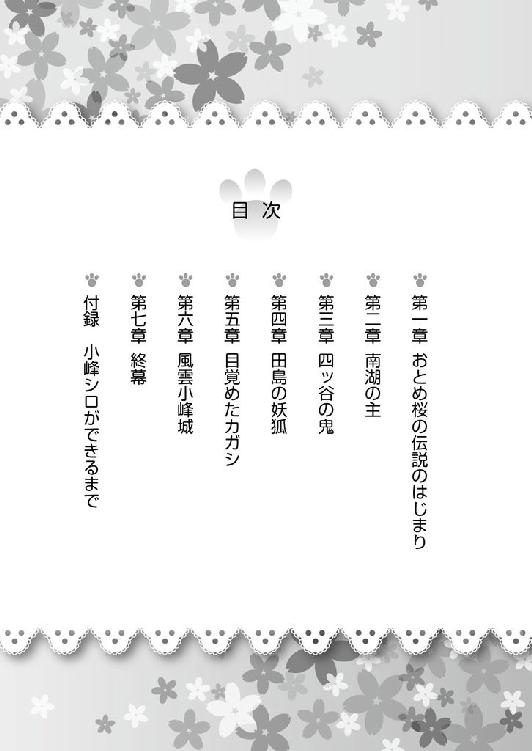 目次
第一章 おとめ桜の伝説のはじまり
第二章 南湖の主
第三章 四ッ谷の鬼
第四章 田島の妖狐
第五章 目覚めたカガシ
第六章 風雲小峰城
第七章 終幕
付録 小峰シロができるまで